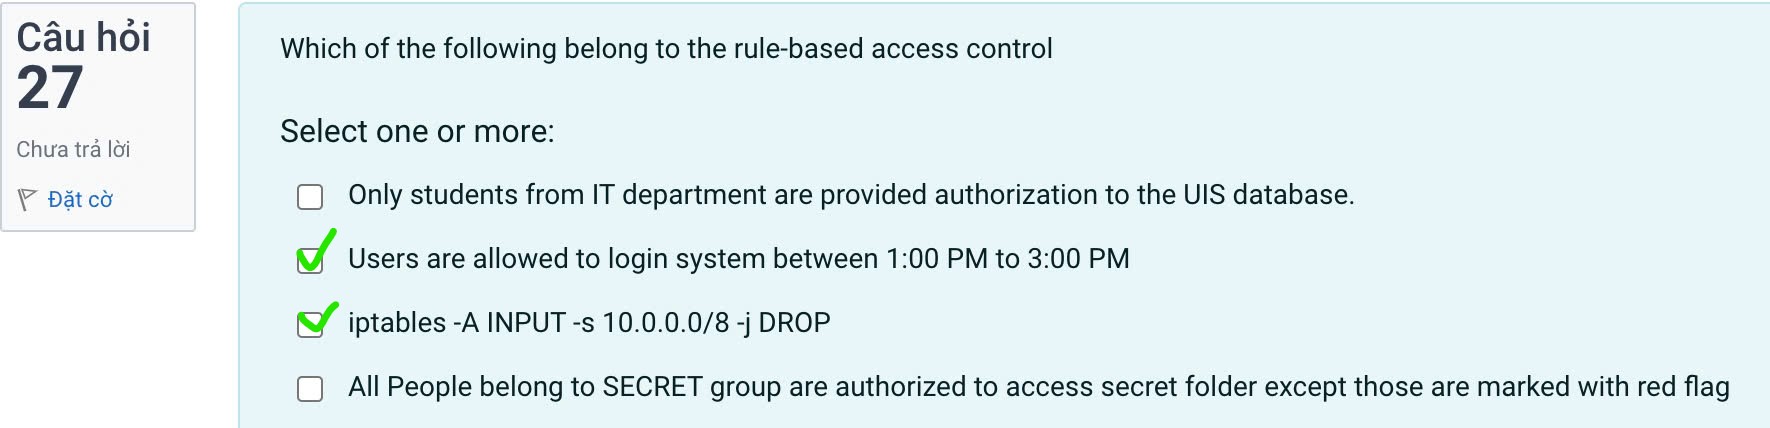 Câu hỏi
27
Chưa trả lời
Đặt cờ
Which of the following belong to the rule-based access control
Select one or more:
Only students from IT department are provided authorization to the UIS database.
Users are allowed to login system between 1:00 PM to 3:00 PM
iptables -A INPUT -s 10.0.0.0/8 -j DROP
All People belong to SECRET group are authorized to access secret folder except those are marked with red flag